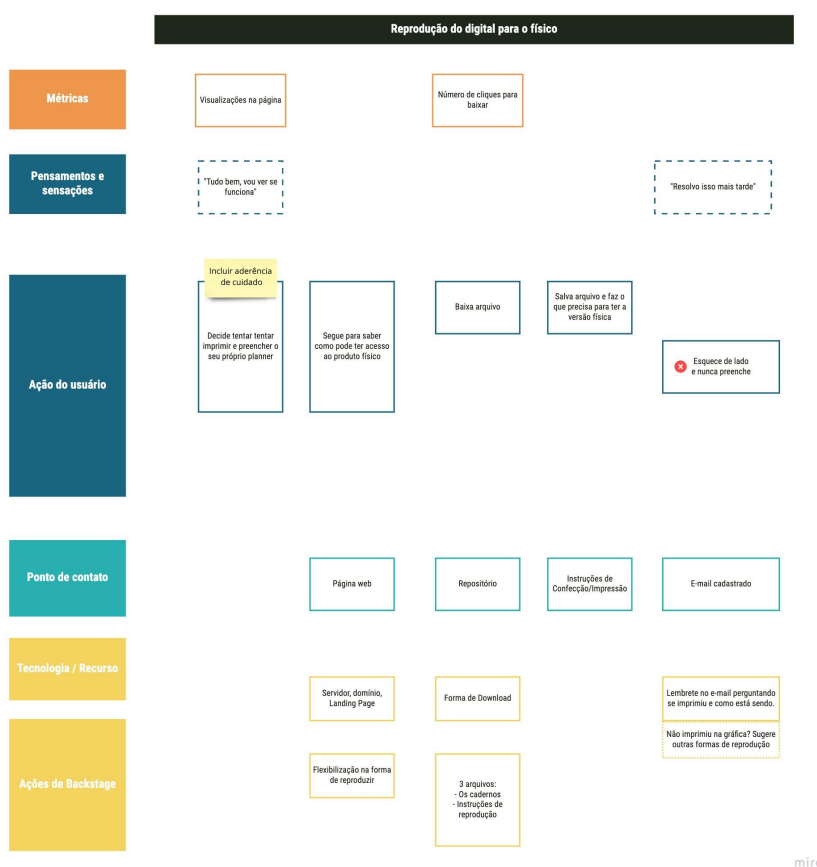 Reprodução do digital para o físico
Métricas
Visualizações na página
Número de cliques para
baixar
Pensamentos e
sensações
"Tudo bem, vou ver se
funciona"
"Resolvo isso mais tarde"
Ação do usuário
Incluir aderência
de cuidado
Decide tentar tentar
imprimir e preencher o
seu próprio planner
Segue para saber
como pode ter acesso
ao produto físico
Baixa arquivo
Salva arquivo e faz o
que precisa para ter a
versão física
Esquece de lado
e nunca preenche
Ponto de contato
Página web
Repositório
Instruções de
Confecção/Impressão
E-mail cadastrado
Tecnologia / Recurso
Servidor, domínio,
Landing Page
Forma de Download
Lembrete no e-mail perguntando
se imprimiu e como está sendo.
Não imprimiu na gráfica? Sugere
outras formas de reprodução
Ações de Backstage
Flexibilização na forma
de reproduzir
3 arquivos:
- Os cadernos
- Instruções de
reprodução